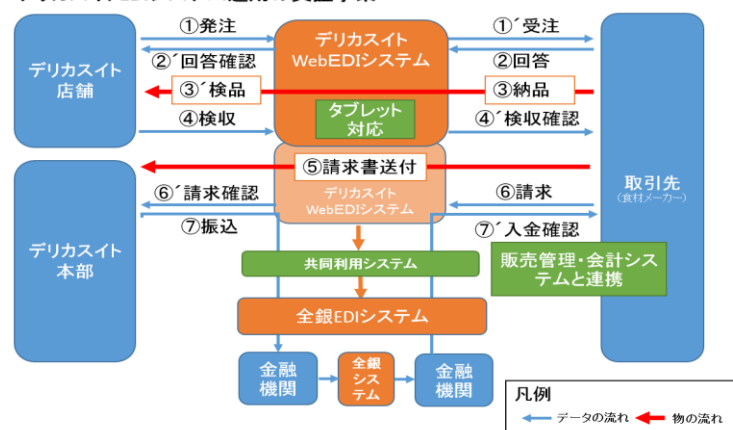 ①発注
①´受注
デリカスイト
WebEDIシステム
②´回答確認
②回答
デリカスイト
店舗
③´検品
③納品
タブレット
対応
④検収
④´検収確認
⑤請求書送付
デリカスイト
WebEDIシステム
取引先
(食材メーカー)
⑥´請求確認
⑥請求
⑦振込
⑦´入金確認
デリカスイト
本部
共同利用システム
販売管理・会計シス
テムと連携
全銀EDIシステム
金融
機関
全銀
シス
テム
金融
機関
凡例
データの流れ
物の流れ